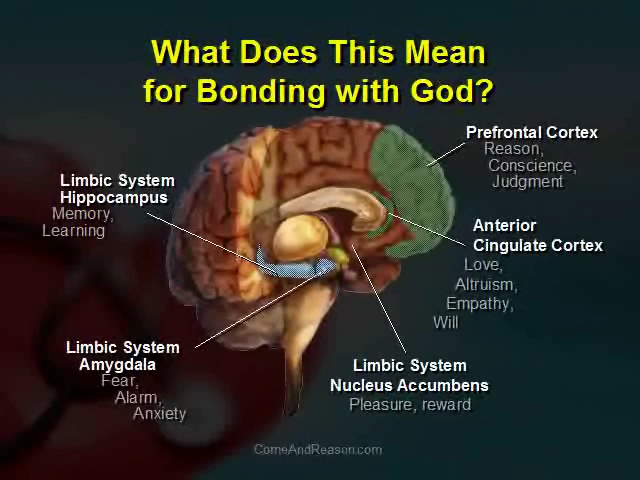 What Does This Mean
for Bonding with God?
Prefrontal Cortex
Reason,
Conscience,
Judgment
Limbic System
Hippocampus
Memory,
Learning
Anterior
Cingulate Cortex
Love,
Altruism,
Empathy,
Will
Limbic System
Amygdala
Fear,
Alarm,
Anxiety
Limbic System
Nucleus Accumbens
Pleasure, reward
ComeAndReason.com